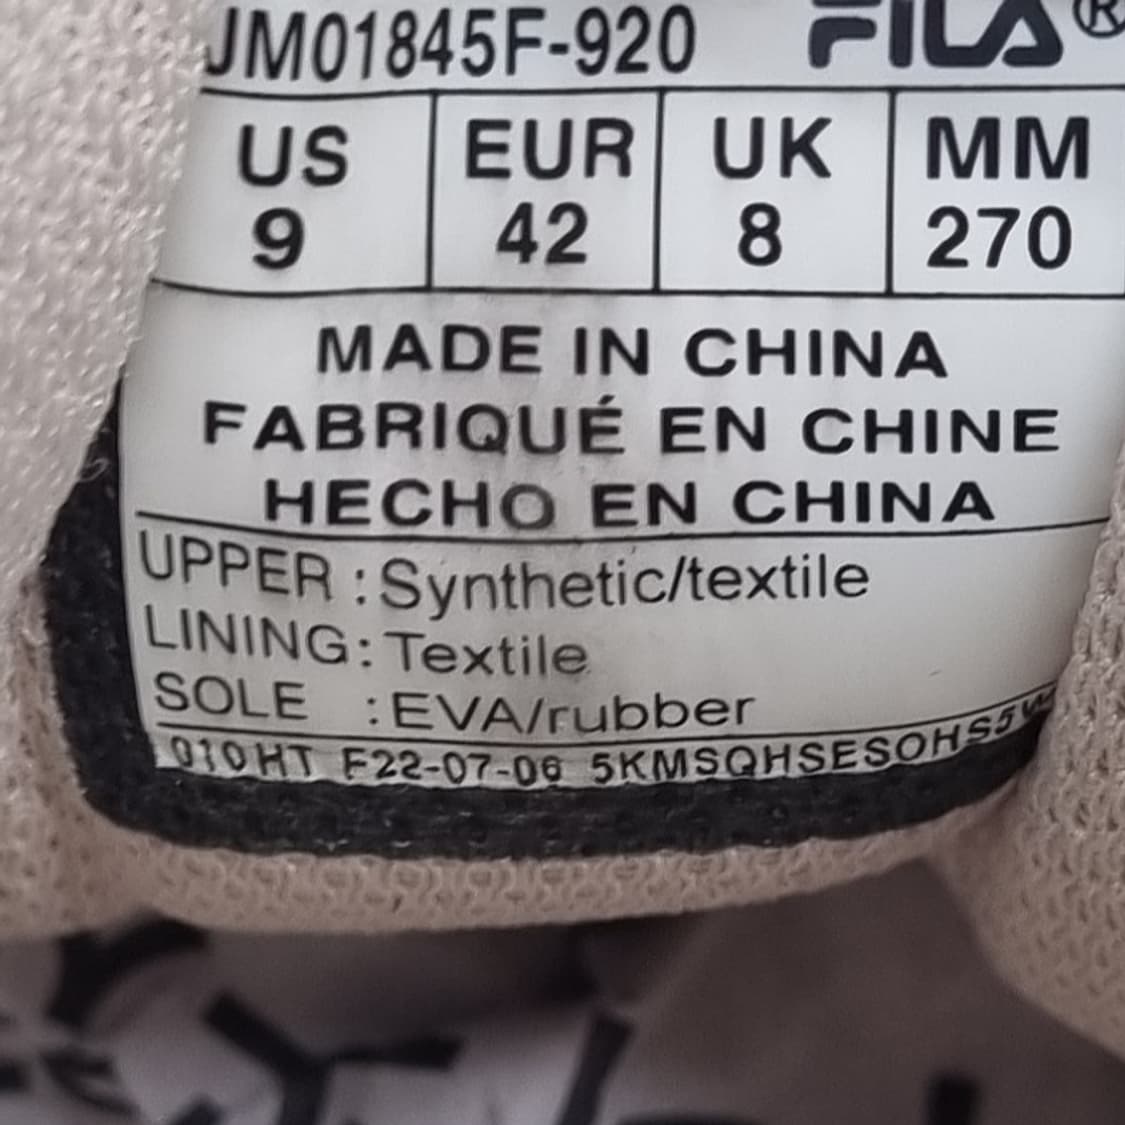 JM01845F-920 FILA®
US EUR UK MM
9 42 8 270
MADE IN CHINA
FABRIQUÉ EN CHINE
HECHO EN CHINA
UPPER : Synthetic/textile
LINING: Textile
SOLE : EVA/rubber
010HT F22-07-06